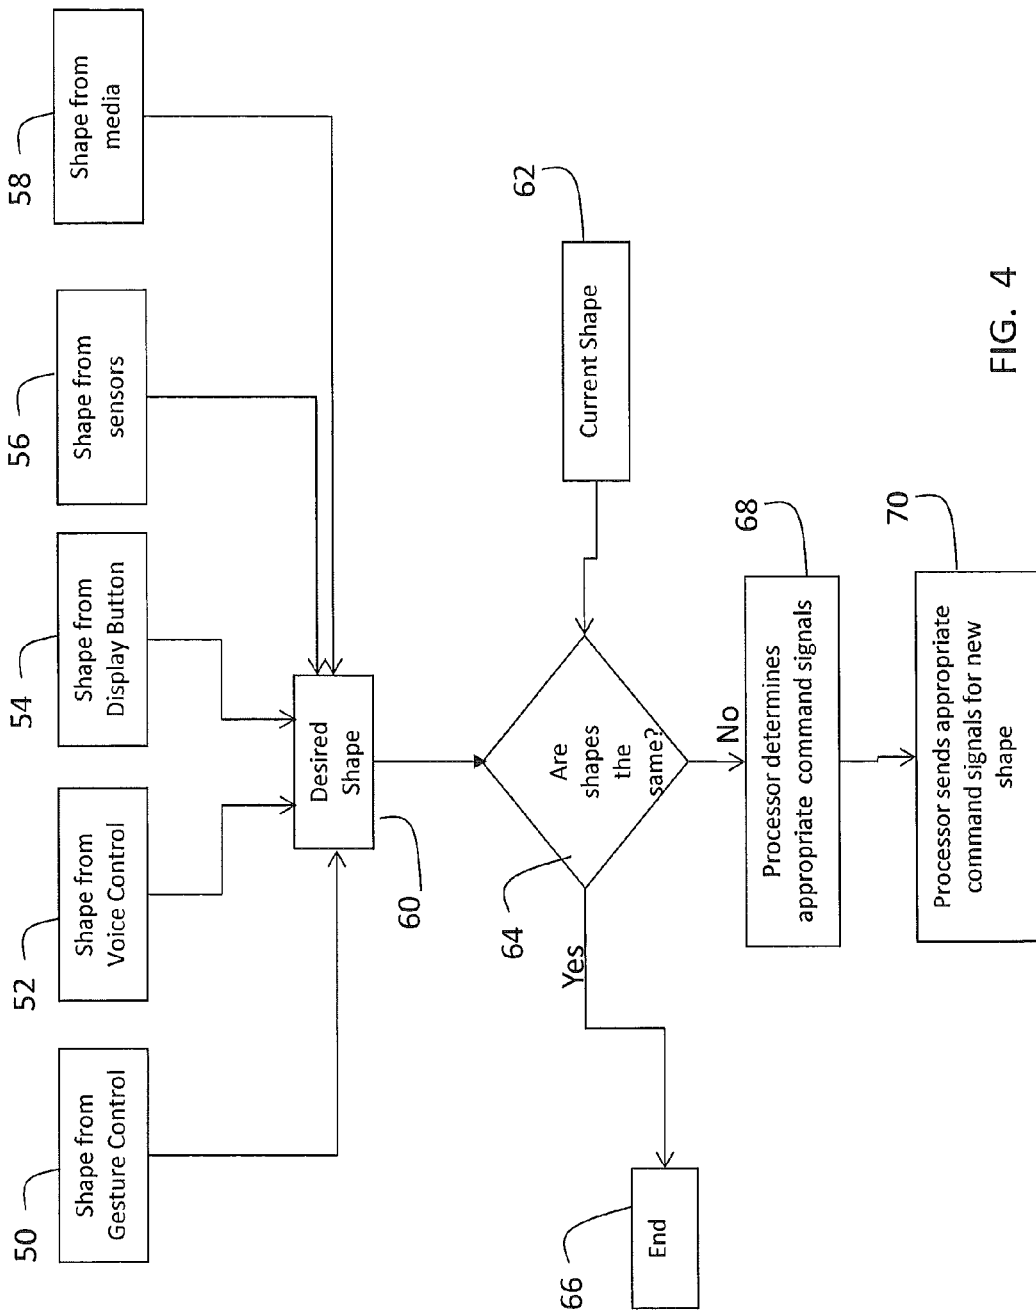 50
Shape from
Gesture Control
52
Shape from
Voice Control
54
Shape from
Display Button
56
Shape from
sensors
58
Shape from
media
60
Desired
Shape
62
Current Shape
64
Are
shapes
the
same?
Yes
No
66
End
68
Processor determines
appropriate command signals
70
Processor sends appropriate
command signals for new
shape
FIG. 4